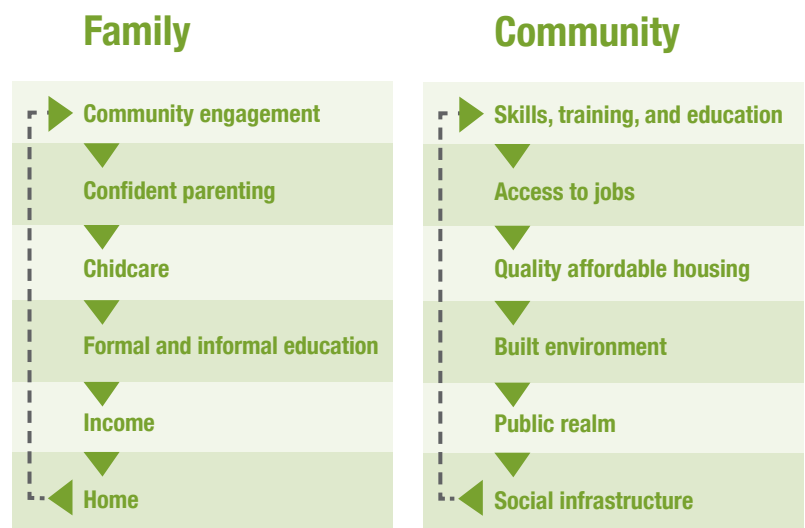 Family
Community engagement
Confident parenting
Chidcare
Formal and informal education
Income
Home
Community
Skills, training, and education
Access to jobs
Quality affordable housing
Built environment
Public realm
Social infrastructure